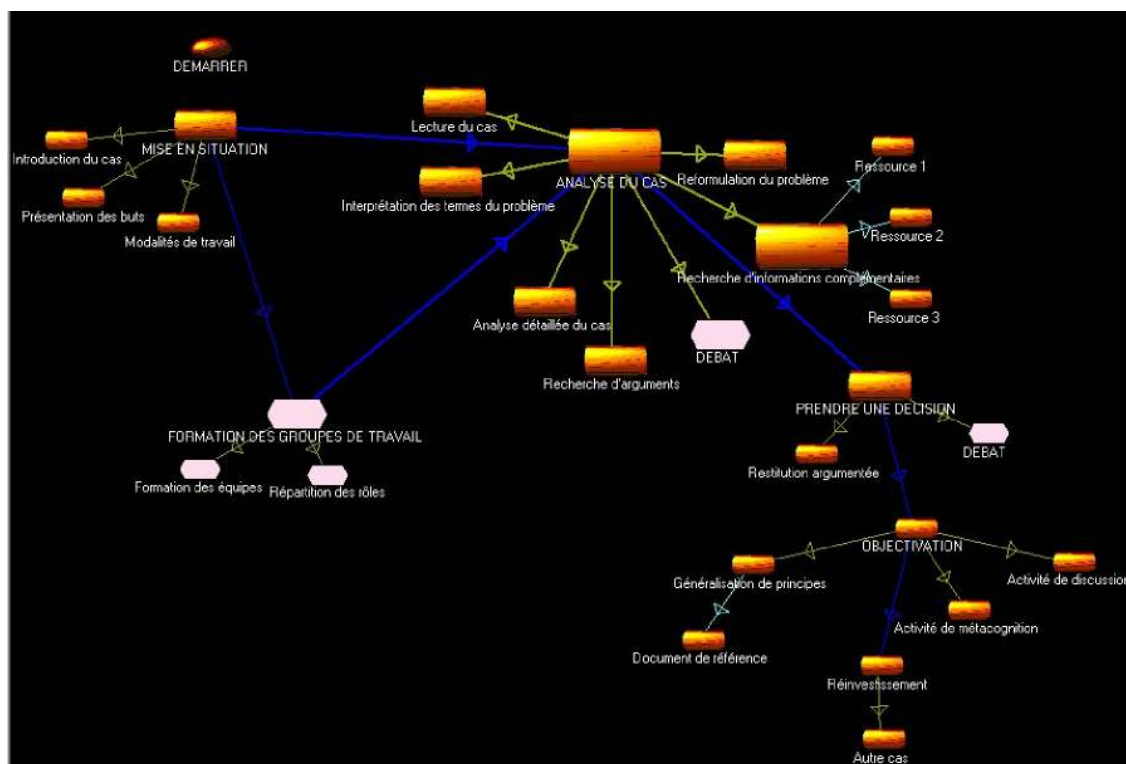 DEMARRER
Lecture du cas
MISE EN SITUATION
Introduction du cas
Présentation des buts
Modalités de travail
ANALYSE DU CAS
Reformulation du problème
Interprétation des termes du problème
Ressource 1
Ressource 2
Recherche d'informations complémentaires
Ressource 3
Analyse détaillée du cas
Recherche d'arguments
DEBAT
PRENDRE UNE DECISION
FORMATION DES GROUPES DE TRAVAIL
Formation des équipes
Répartition des rôles
Restitution argumentée
DEBAT
OBJECTIVATION
Généralisation de principes
Activité de discussion
Activité de métacognition
Document de référence
Réinvestissement
Autre cas